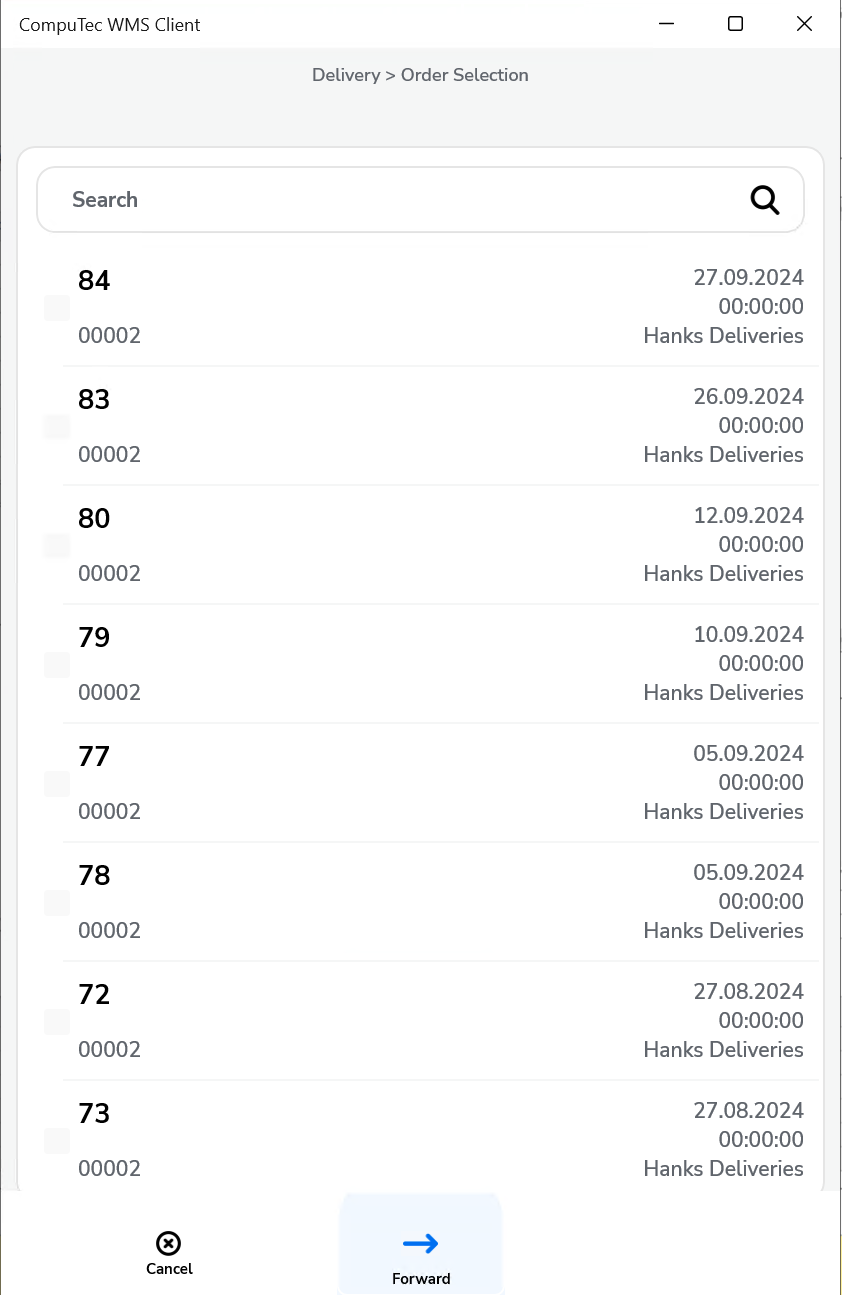 CompuTec WMS Client
Delivery > Order Selection
Search
84
27.09.2024
00:00:00
00002
Hanks Deliveries
83
26.09.2024
00:00:00
00002
Hanks Deliveries
80
12.09.2024
00:00:00
00002
Hanks Deliveries
79
10.09.2024
00:00:00
00002
Hanks Deliveries
77
05.09.2024
00:00:00
00002
Hanks Deliveries
78
05.09.2024
00:00:00
00002
Hanks Deliveries
72
27.08.2024
00:00:00
00002
Hanks Deliveries
73
27.08.2024
00:00:00
00002
Hanks Deliveries
Cancel
Forward